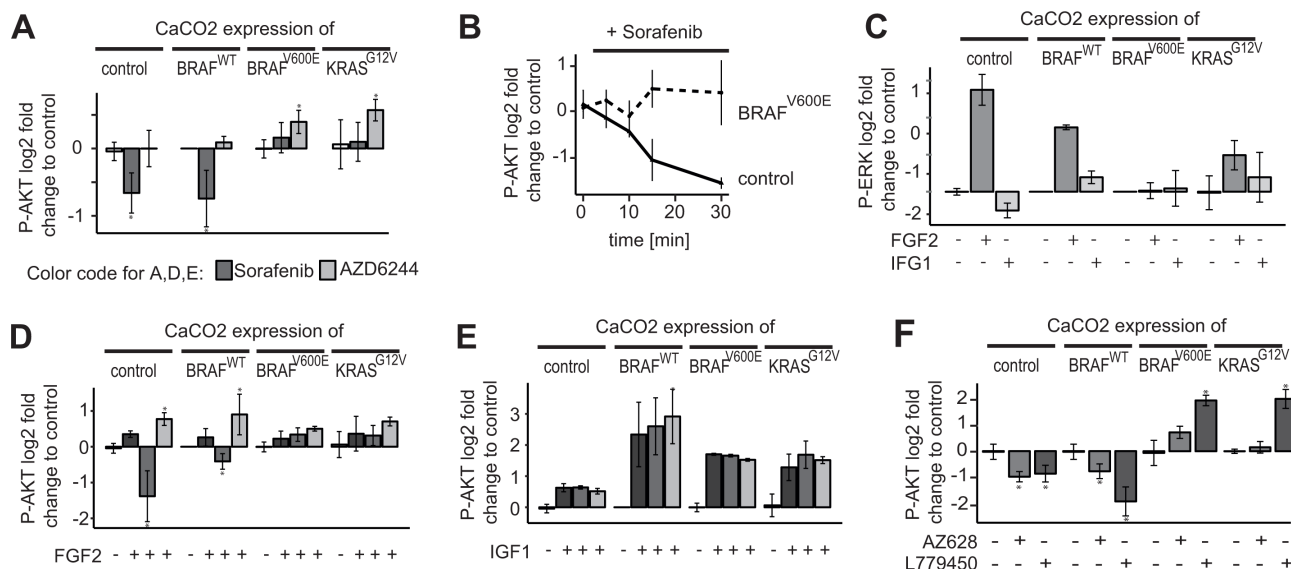 A
CaCO2 expression of
control BRAF^WT BRAF^V600E KRAS^G12V
P-AKT log2 fold
change to control
0
-1
* * * *
Color code for A,D,E: Sorafenib AZD6244
B
+ Sorafenib
P-AKT log2 fold
change to control
1
0
-1
BRAF^V600E
control
0 10 20 30
time [min]
C
CaCO2 expression of
control BRAF^WT BRAF^V600E KRAS^G12V
P-ERK log2 fold
change to control
1
0
-1
-2
FGF2 - + - - + - - + - - + -
IFG1 - - + - - + - - + - - +
D
CaCO2 expression of
control BRAF^WT BRAF^V600E KRAS^G12V
P-AKT log2 fold
change to control
1
0
-1
-2
* * * *
FGF2 - + + + - + + + - + + + - + + +
E
CaCO2 expression of
control BRAF^WT BRAF^V600E KRAS^G12V
P-AKT log2 fold
change to control
3
2
1
0
*
IGF1 - + + + - + + + - + + + - + + +
F
CaCO2 expression of
control BRAF^WT BRAF^V600E KRAS^G12V
P-AKT log2 fold
change to control
2
1
0
-1
-2
* * * * * *
AZ628 - + - - + - - + - - + -
L779450 - - + - - + - - + - - +